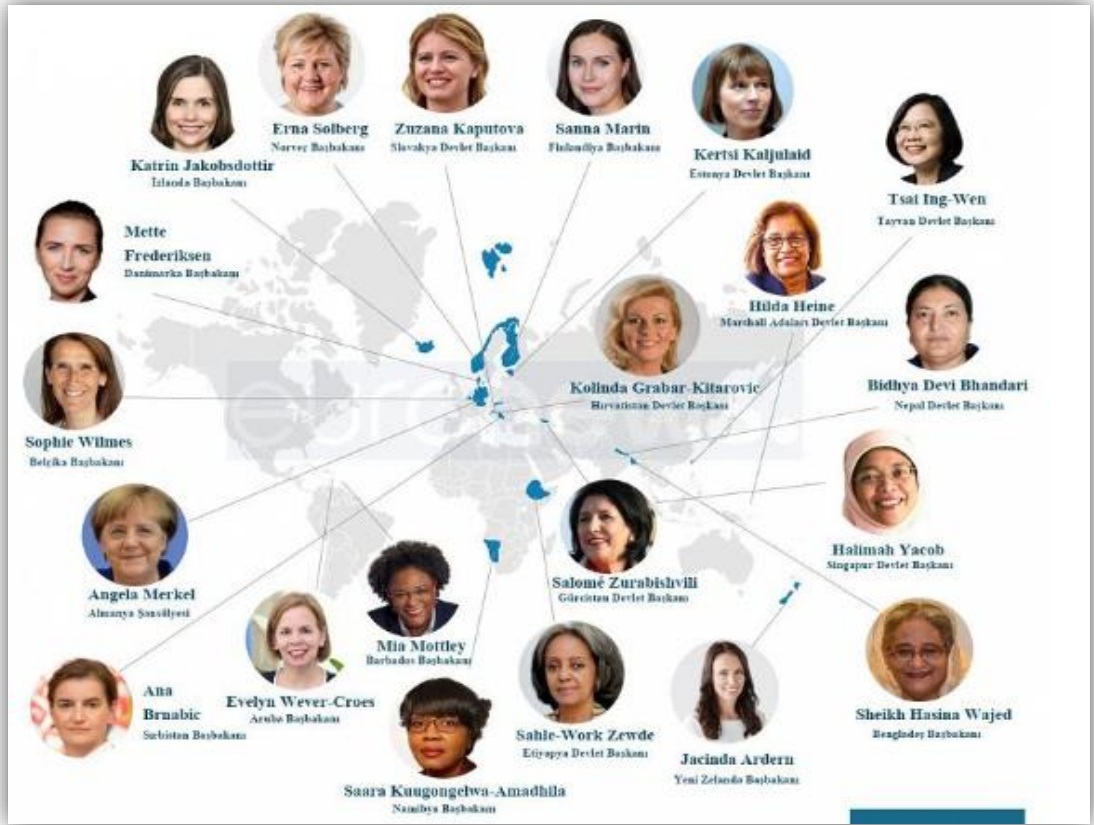 Erna Solberg
Norveç Başbakanı
Zuzana Kaputova
Slovakya Devlet Başkanı
Sanna Marin
Finlandiya Başbakanı
Kertsi Kaljulaid
Estonya Devlet Başkanı
Katrin Jakobsdottir
İzlanda Başbakanı
Tsai Ing-Wen
Tayvan Devlet Başkanı
Mette
Frederiksen
Danimarka Başbakanı
Hilda Heine
Marshall Adaları Devlet Başkanı
Kolinda Grabar-Kitarovic
Hırvatistan Devlet Başkanı
Bidhya Devi Bhandari
Nepal Devlet Başkanı
Sophie Wilmes
Belçika Başbakanı
Halimah Yacob
Singapur Devlet Başkanı
Angela Merkel
Almanya Şansölyesi
Salomé Zurabishvili
Gürcistan Devlet Başkanı
Mia Mottley
Barbados Başbakanı
Ana
Brnabic
Sırbistan Başbakanı
Evelyn Wever-Croes
Aruba Başbakanı
Sahle-Work Zewde
Etiyopya Devlet Başkanı
Jacinda Ardern
Yeni Zelanda Başbakanı
Sheikh Hasina Wajed
Bengladeş Başbakanı
Saara Kuugongelwa-Amadhila
Namibya Başbakanı